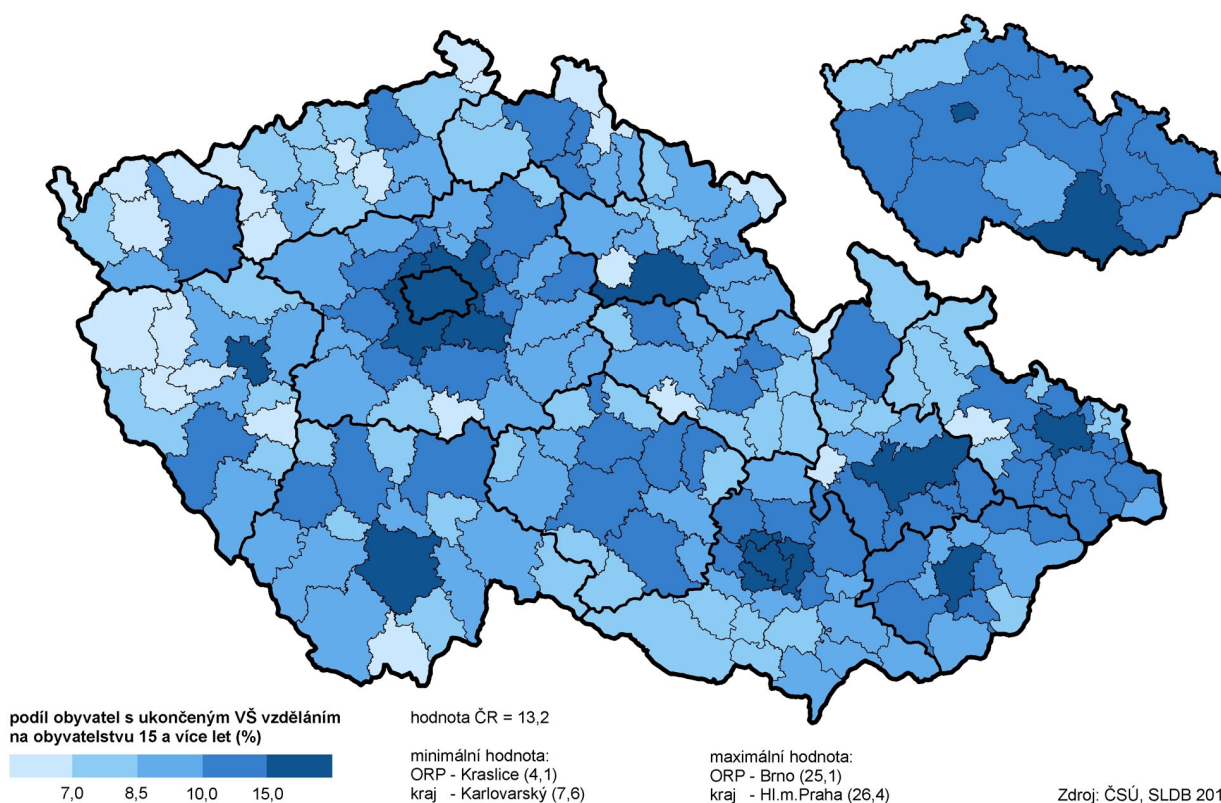 podíl obyvatel s ukončeným VŠ vzděláním
na obyvatelstvu 15 a více let (%)
7,0 8,5 10,0 15,0
hodnota ČR = 13,2
minimální hodnota:
ORP - Kraslice (4,1)
kraj - Karlovarský (7,6)
maximální hodnota:
ORP - Brno (25,1)
kraj - Hl.m.Praha (26,4)
Zdroj: ČSÚ, SLDB 201